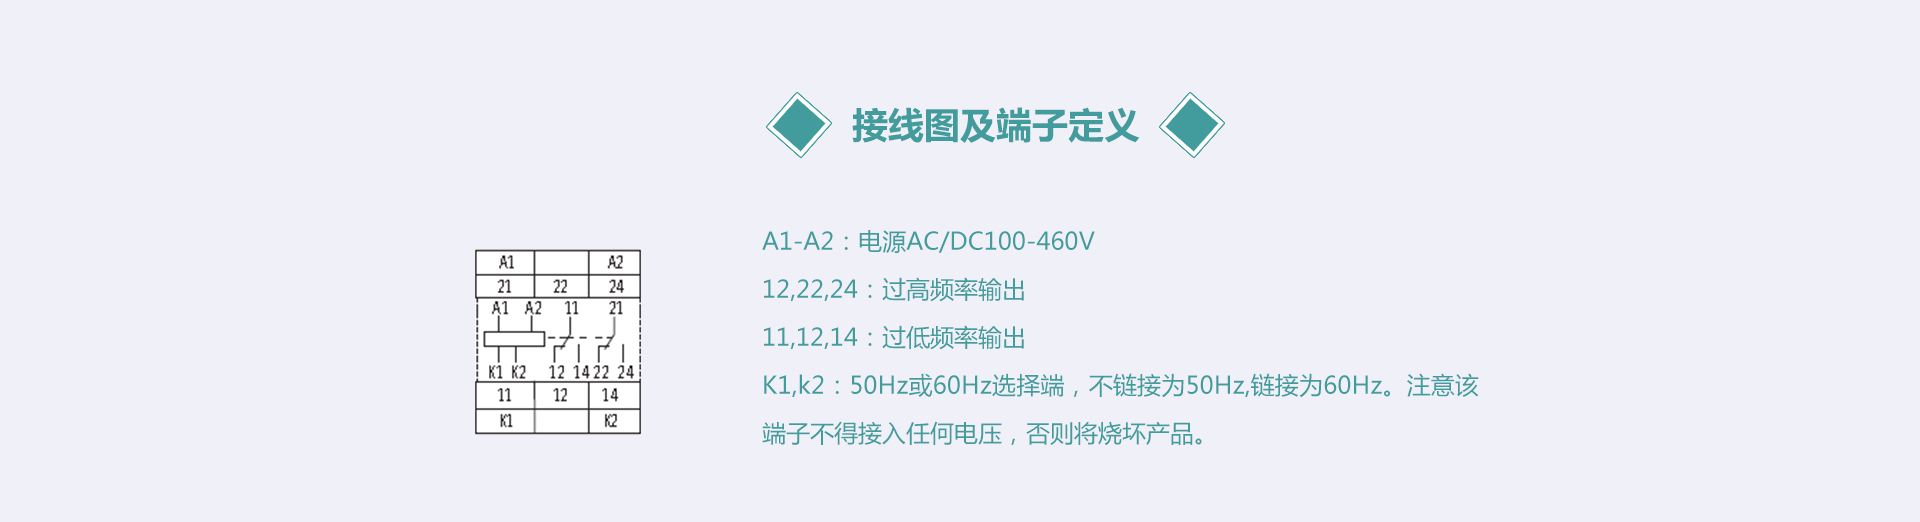 接线图及端子定义
A1-A2：电源AC/DC100-460V
12,22,24：过高频率输出
11,12,14：过低频率输出
K1,k2：50Hz或60Hz选择端，不链接为50Hz,链接为60Hz。注意该
端子不得接入任何电压，否则将烧坏产品。
A1 A2
21 22 24
A1 A2 11 21
K1 K2 12 14 22 24
11 12 14
K1 K2